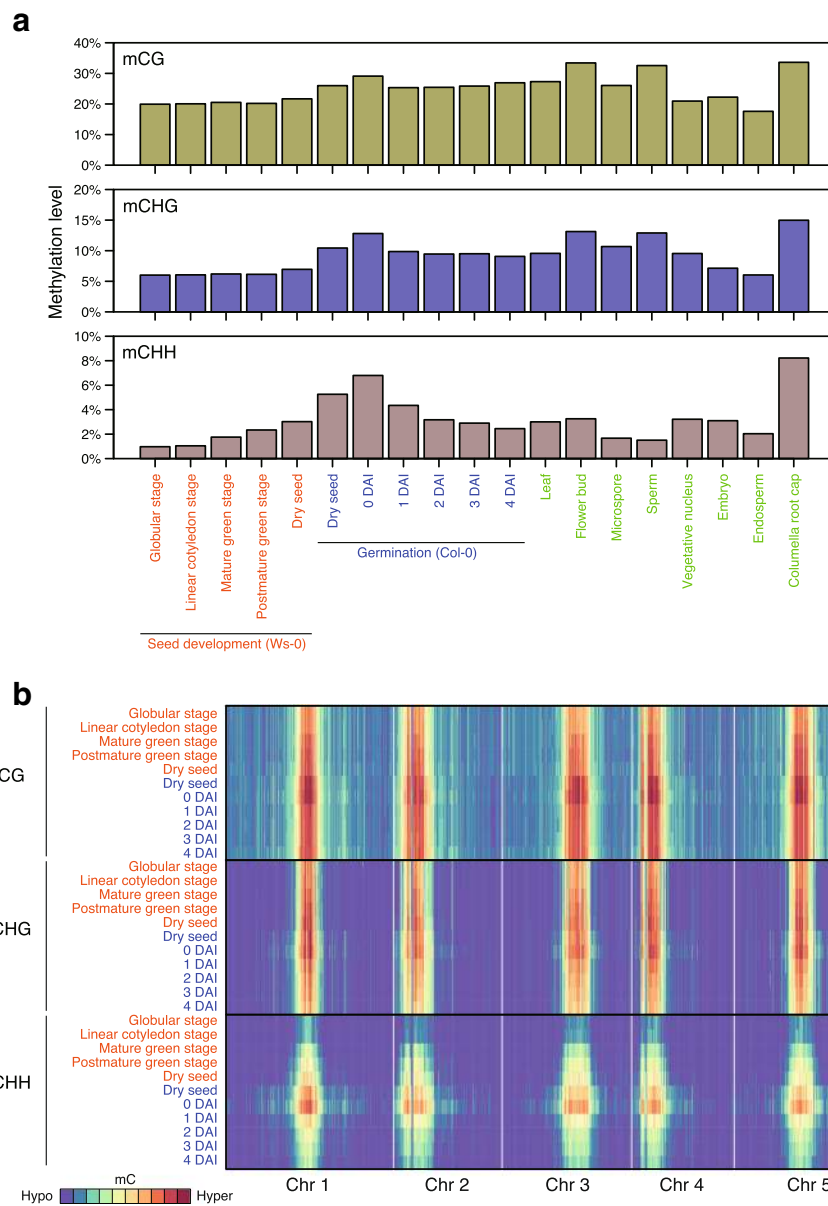 a
40%
30%
20%
10%
0%
mCG
20%
15%
10%
5%
0%
mCHG
10%
8%
6%
4%
2%
0%
mCHH
Methylation level
Globular stage
Linear cotyledon stage
Mature green stage
Postmature green stage
Dry seed
Dry seed
0 DAI
1 DAI
2 DAI
3 DAI
4 DAI
Leaf
Flower bud
Microspore
Sperm
Vegetative nucleus
Embryo
Endosperm
Columella root cap
Germination (Col-0)
Seed development (Ws-0)
b
CG
Globular stage
Linear cotyledon stage
Mature green stage
Postmature green stage
Dry seed
Dry seed
0 DAI
1 DAI
2 DAI
3 DAI
4 DAI
CHG
Globular stage
Linear cotyledon stage
Mature green stage
Postmature green stage
Dry seed
Dry seed
0 DAI
1 DAI
2 DAI
3 DAI
4 DAI
CHH
Globular stage
Linear cotyledon stage
Mature green stage
Postmature green stage
Dry seed
Dry seed
0 DAI
1 DAI
2 DAI
3 DAI
4 DAI
Chr 1
Chr 2
Chr 3
Chr 4
Chr 5
mC
Hypo
Hyper